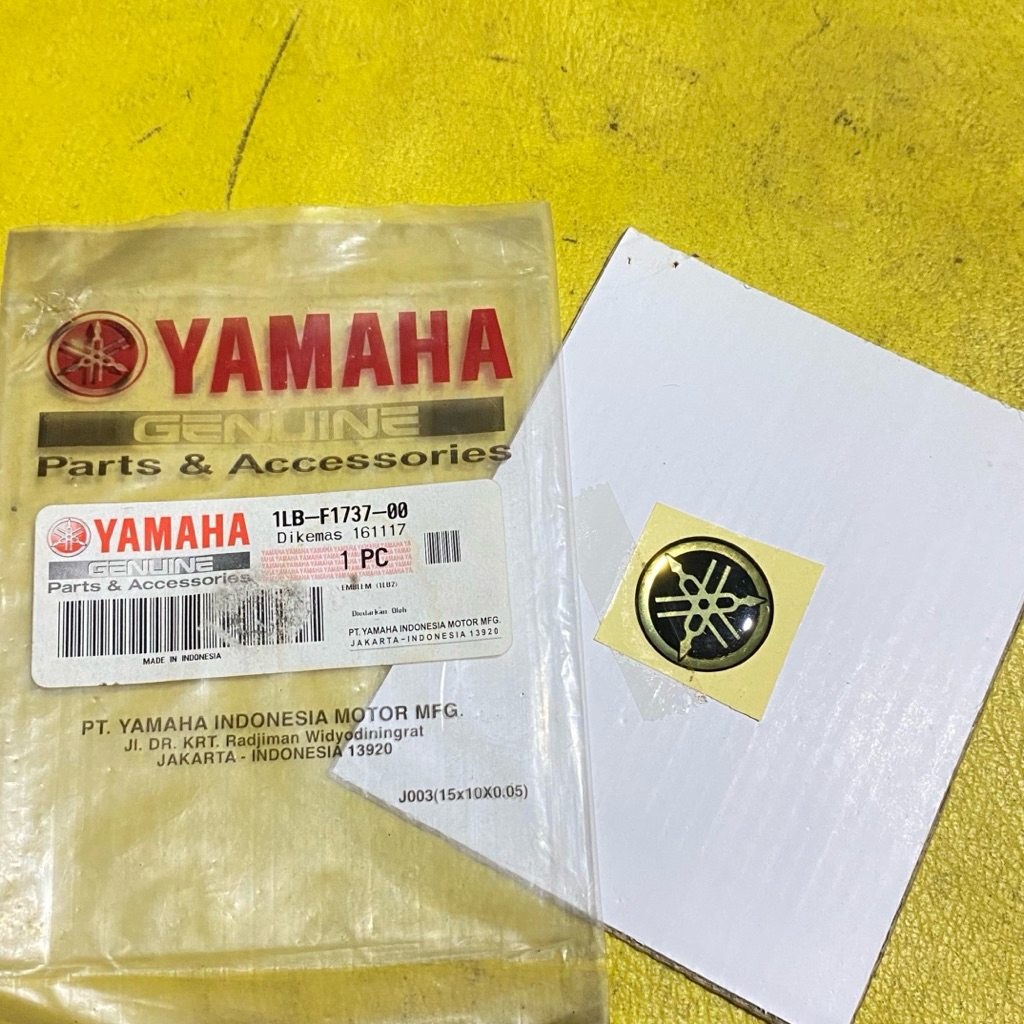 YAMAHA
GENUINE
Parts & Accessories
YAMAHA
GENUINE
Parts & Accessories
1LB-F1737-00
Dikemas 161117
1 PC
EMBLEM (1LB2)
Diedarkan Oleh
PT. YAMAHA INDONESIA MOTOR MFG.
JAKARTA-INDONESIA 13920
MADE IN INDONESIA
PT. YAMAHA INDONESIA MOTOR MFG.
Jl. DR. KRT. Radjiman Widyodiningrat
JAKARTA - INDONESIA 13920
J003(15x10X0.05)